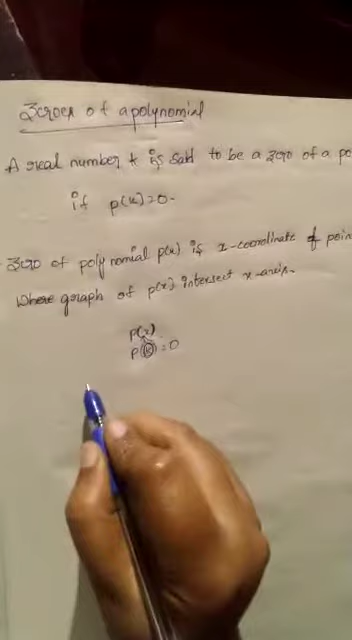 Zeroes of a polynomial
A real number k is said to be a zero of a po
if p(k)=0.
Zero of polynomial p(x) is x-coordinate of poin
Where graph of p(x) intersect x-axis.
p(x)
p(k)=0